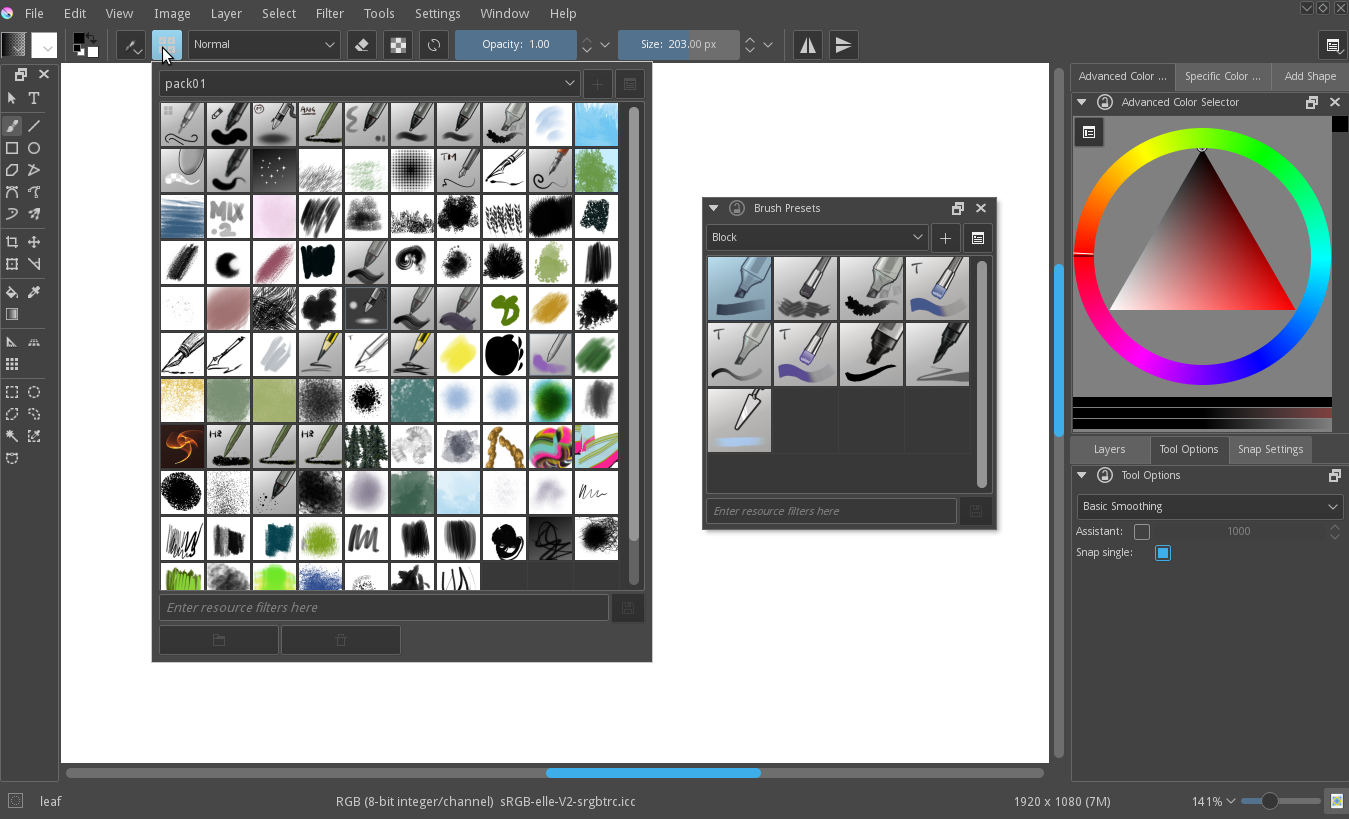 File Edit View Image Layer Select Filter Tools Settings Window Help
Normal Opacity: 1.00 Size: 203.00 px
pack01
MIX .2
TM
HR HR
Enter resource filters here
Brush Presets
Block
T
T T
Enter resource filters here
Advanced Color ... Specific Color ... Add Shape
Advanced Color Selector
Layers Tool Options Snap Settings
Tool Options
Basic Smoothing
Assistant: 1000
Snap single:
leaf RGB (8-bit integer/channel) sRGB-elle-V2-srgbtrc.icc 1920 x 1080 (7M) 141%